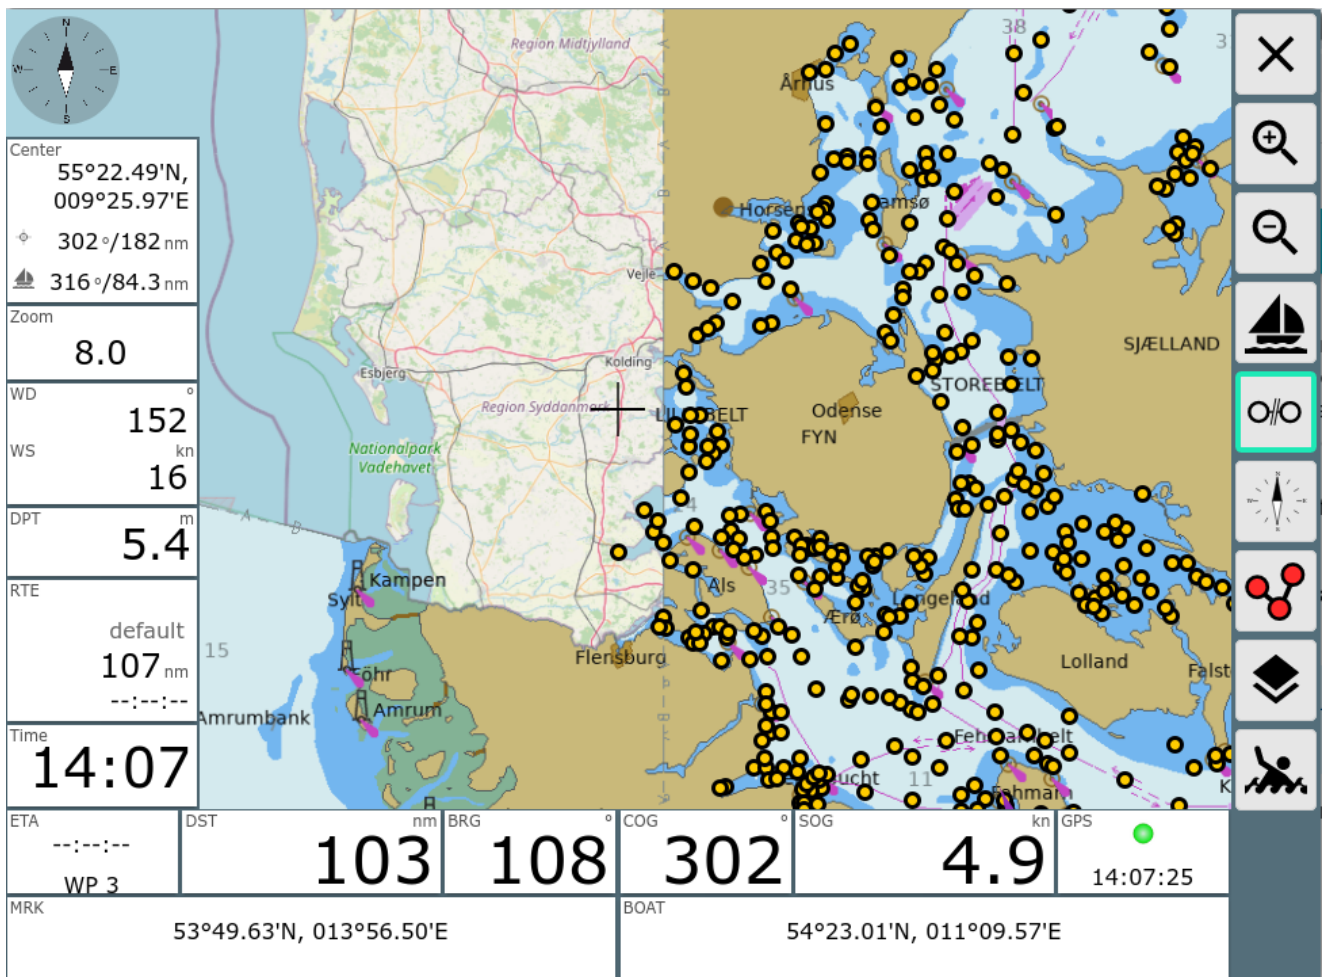 N
W
E
S
Center
55°22.49'N,
009°25.97'E
302°/182 nm
316°/84.3 nm
Zoom
8.0
WD °
152
WS kn
16
DPT m
5.4
RTE
default
107 nm
--:--:--
Time
14:07
Region Midtjylland
38
Århus
Horsens
Vejle
Kolding
Esbjerg
Region Syddanmark
Nationalpark
Vadehavet
SJÆLLAND
STOREBÆLT
Odense
FYN
Kampen
Sylt
15
Amrum
Amrumbank
Flensburg
Als
35
Ærø
Langeland
Lolland
11
ETA
--:--:--
WP 3
DST nm
103
BRG °
108
COG °
302
SOG kn
4.9
GPS
14:07:25
MRK
53°49.63'N, 013°56.50'E
BOAT
54°23.01'N, 011°09.57'E